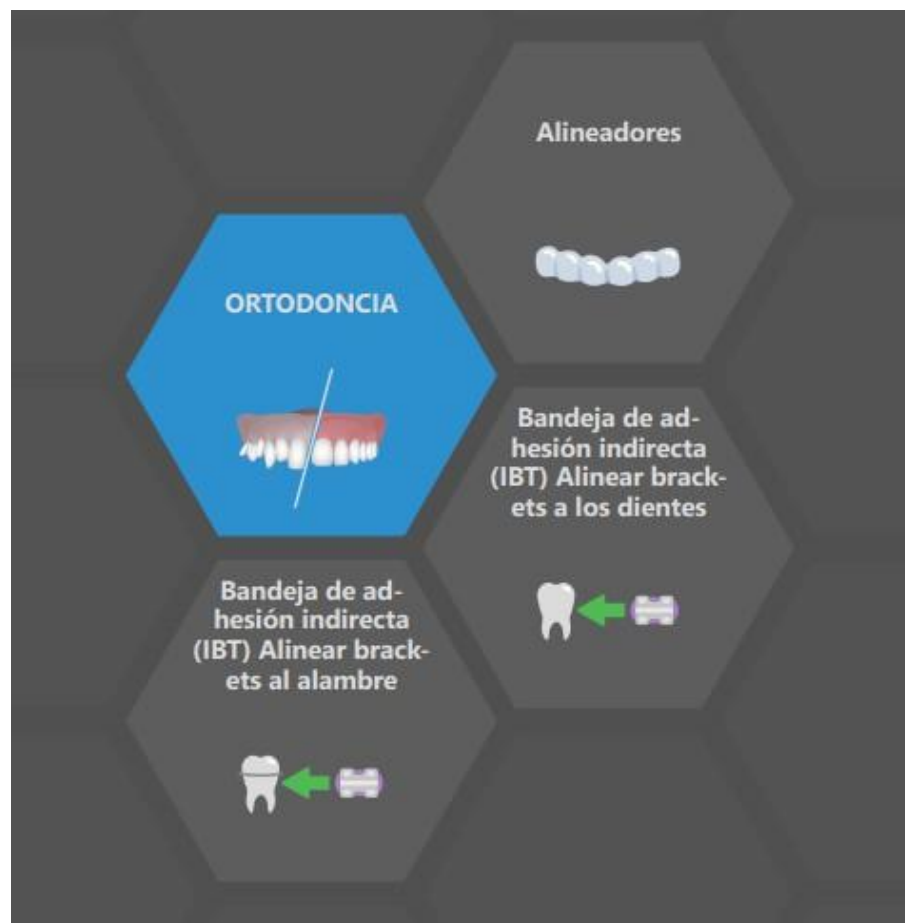 Alineadores
ORTODONCIA
Bandeja de ad-
hesión indirecta
(IBT) Alinear brack-
ets a los dientes
Bandeja de ad-
hesión indirecta
(IBT) Alinear brack-
ets al alambre